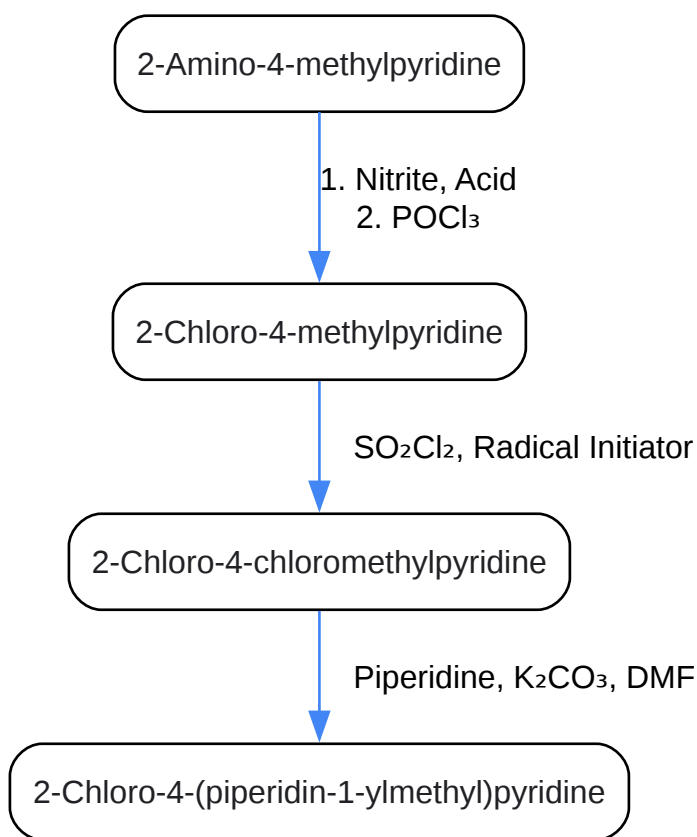 2-Amino-4-methylpyridine
1. Nitrite, Acid
2. POCl₃
2-Chloro-4-methylpyridine
SO₂Cl₂, Radical Initiator
2-Chloro-4-chloromethylpyridine
Piperidine, K₂CO₃, DMF
2-Chloro-4-(piperidin-1-ylmethyl)pyridine